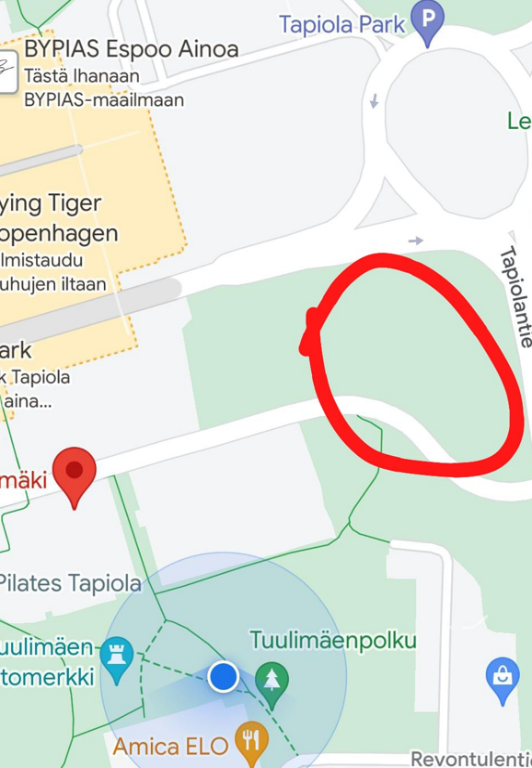 Tapiola Park
P
BYPIAS Espoo Ainoa
Tästä Ihanaan
BYPIAS-maailmaan
Le
ying Tiger
openhagen
lmistaudu
uhujen iltaan
Tapiolantie
ark
k Tapiola
aina...
mäki
Pilates Tapiola
uulimäen
tomerkki
Tuulimäenpolku
Amica ELO
Revontulenti